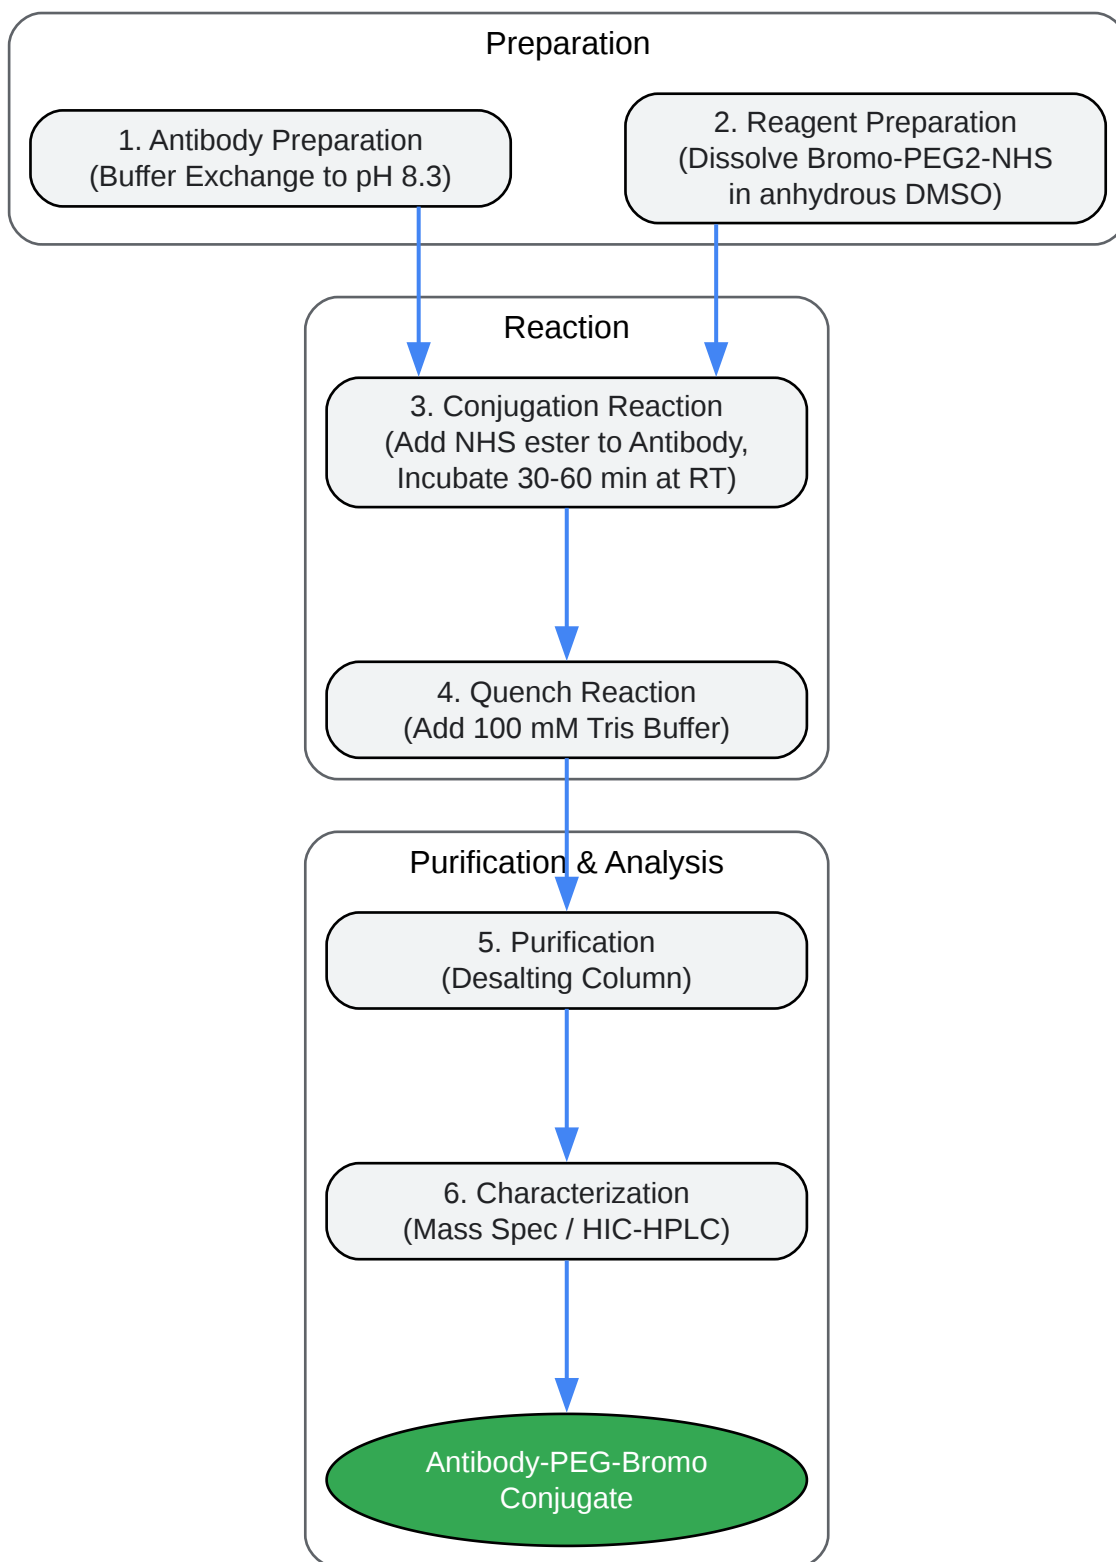 Preparation
1. Antibody Preparation
(Buffer Exchange to pH 8.3)
2. Reagent Preparation
(Dissolve Bromo-PEG2-NHS
in anhydrous DMSO)
Reaction
3. Conjugation Reaction
(Add NHS ester to Antibody,
Incubate 30-60 min at RT)
4. Quench Reaction
(Add 100 mM Tris Buffer)
Purification & Analysis
5. Purification
(Desalting Column)
6. Characterization
(Mass Spec / HIC-HPLC)
Antibody-PEG-Bromo
Conjugate